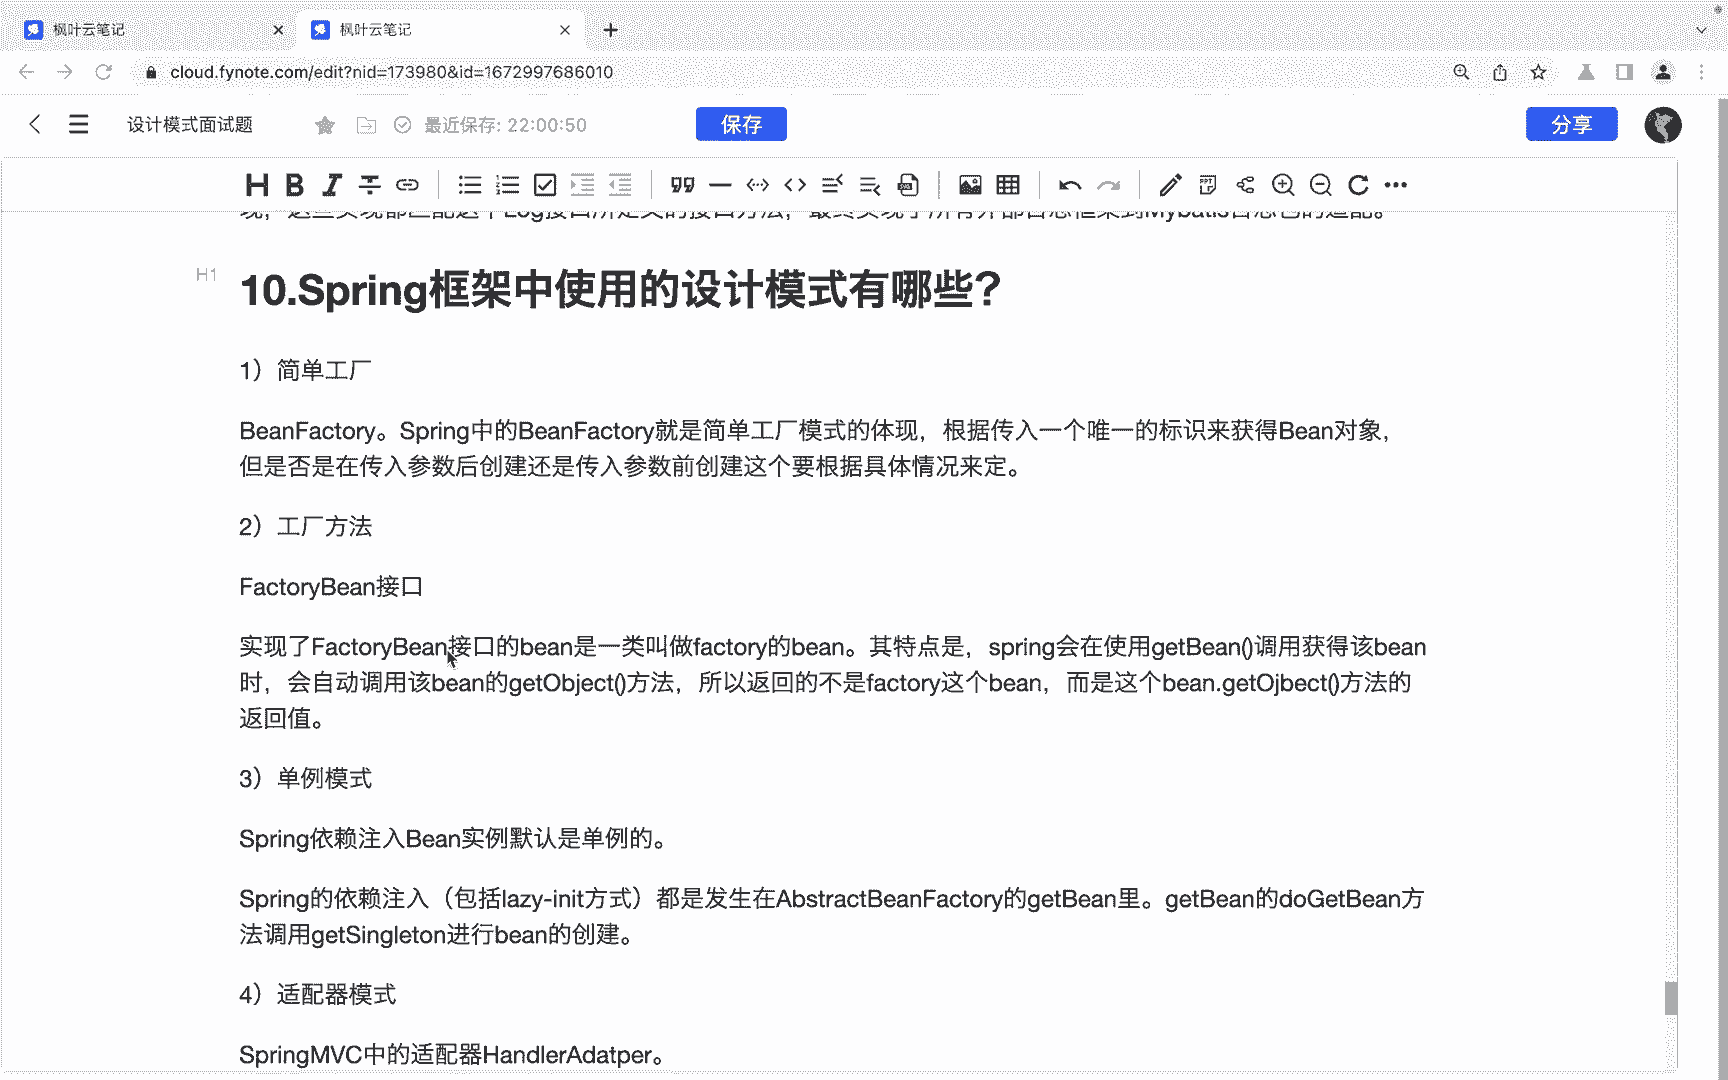 枫叶云笔记
枫叶云笔记
cloud.fynote.com/edit?nid=173980&id=1672997686010
设计模式面试题
最近保存: 22:00:50
保存
分享
H1
10.Spring框架中使用的设计模式有哪些?
1）简单工厂
BeanFactory。Spring中的BeanFactory就是简单工厂模式的体现，根据传入一个唯一的标识来获得Bean对象，
但是否是在传入参数后创建还是传入参数前创建这个要根据具体情况来定。
2）工厂方法
FactoryBean接口
实现了FactoryBean接口的bean是一类叫做factory的bean。其特点是，spring会在使用getBean()调用获得该bean
时，会自动调用该bean的getObject()方法，所以返回的不是factory这个bean，而是这个bean.getOjbect()方法的
返回值。
3）单例模式
Spring依赖注入Bean实例默认是单例的。
Spring的依赖注入（包括lazy-init方式）都是发生在AbstractBeanFactory的getBean里。getBean的doGetBean方
法调用getSingleton进行bean的创建。
4）适配器模式
SpringMVC中的适配器HandlerAdatper。